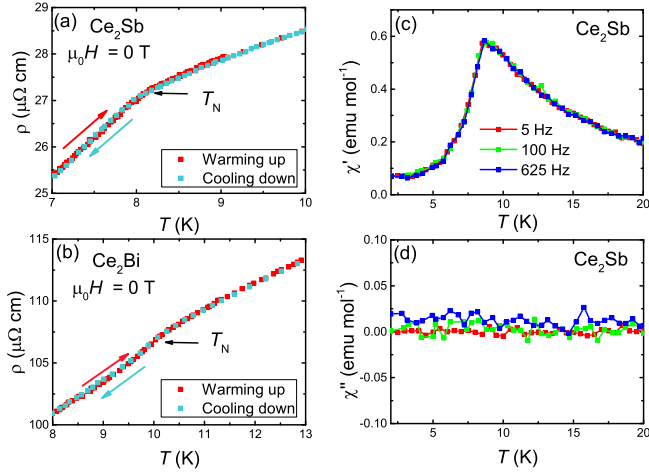 (a)
Ce2Sb
μ0H = 0 T
TN
Warming up
Cooling down
29
28
27
26
25
ρ (μΩ cm)
7
8
9
10
T (K)
(b)
Ce2Bi
μ0H = 0 T
TN
Warming up
Cooling down
115
110
105
100
ρ (μΩ cm)
8
9
10
11
12
13
T (K)
(c)
Ce2Sb
5 Hz
100 Hz
625 Hz
0.6
0.4
0.2
0.0
χ' (emu mol-1)
5
10
15
20
T (K)
(d)
Ce2Sb
0.10
0.05
0.00
-0.05
-0.10
χ'' (emu mol-1)
5
10
15
20
T (K)